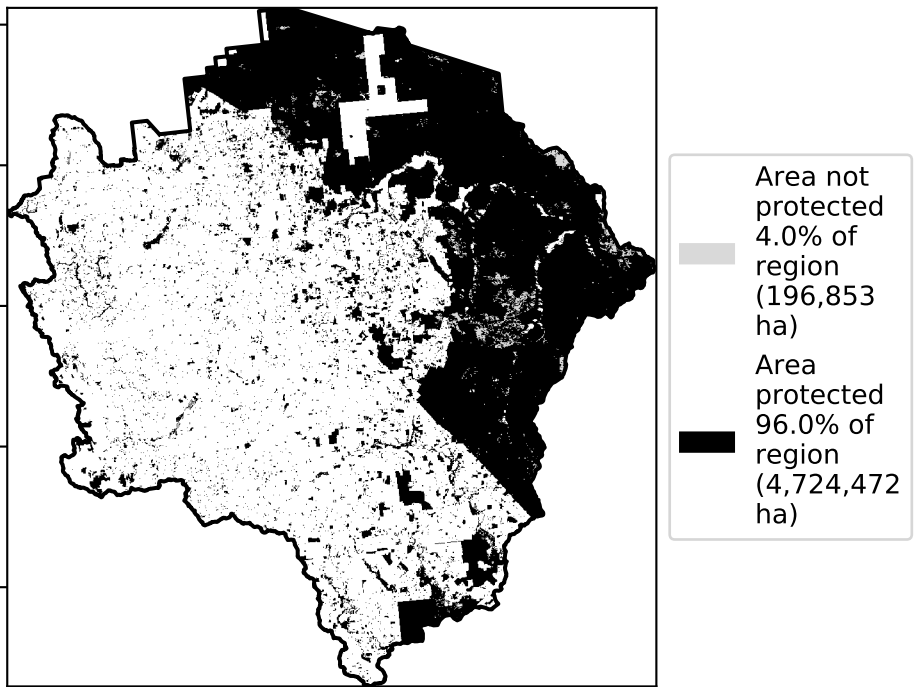 Area not
protected
4.0% of
region
(196,853
ha)
Area
protected
96.0% of
region
(4,724,472
ha)